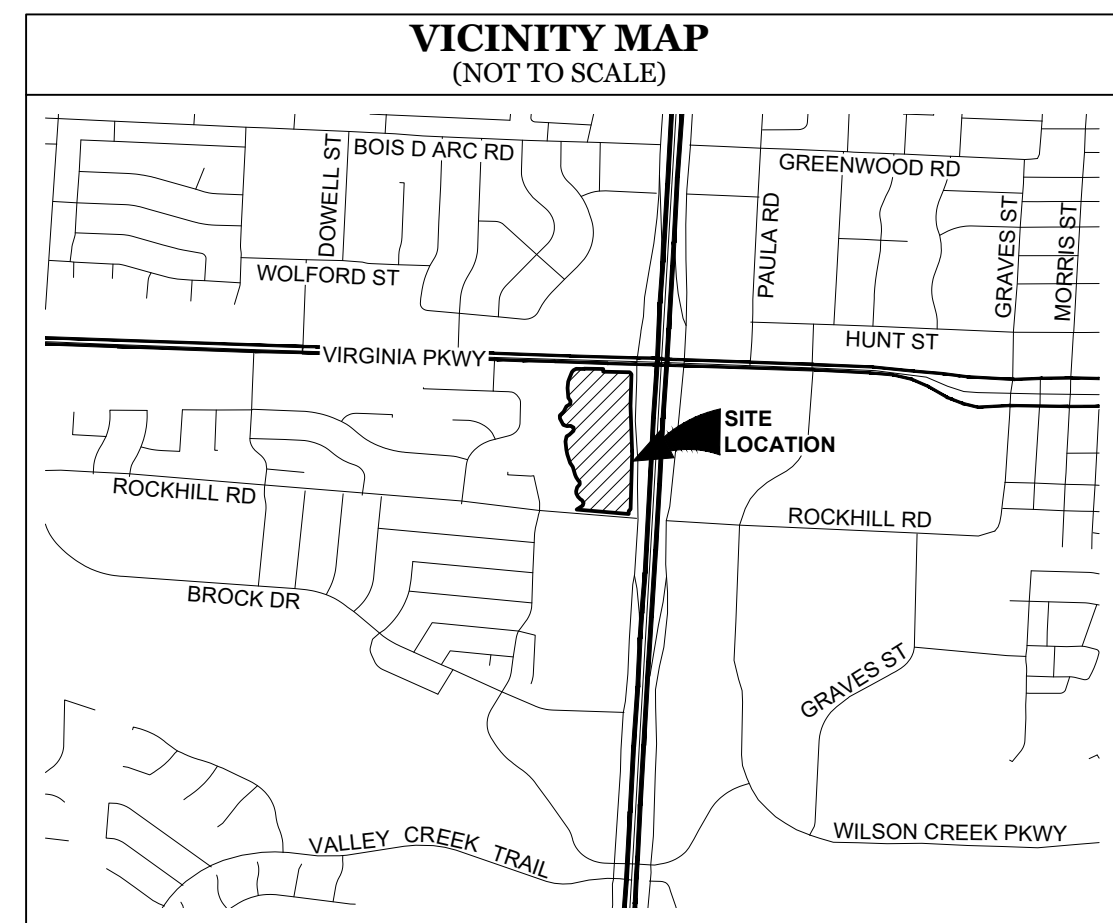 VICINITY MAP
(NOT TO SCALE)
BOIS D ARC RD
GREENWOOD RD
DOWELL ST
PAULA RD
GRAVES ST
MORRIS ST
WOLFORD ST
HUNT ST
VIRGINIA PKWY
SITE
LOCATION
ROCKHILL RD
ROCKHILL RD
BROCK DR
GRAVES ST
VALLEY CREEK TRAIL
WILSON CREEK PKWY